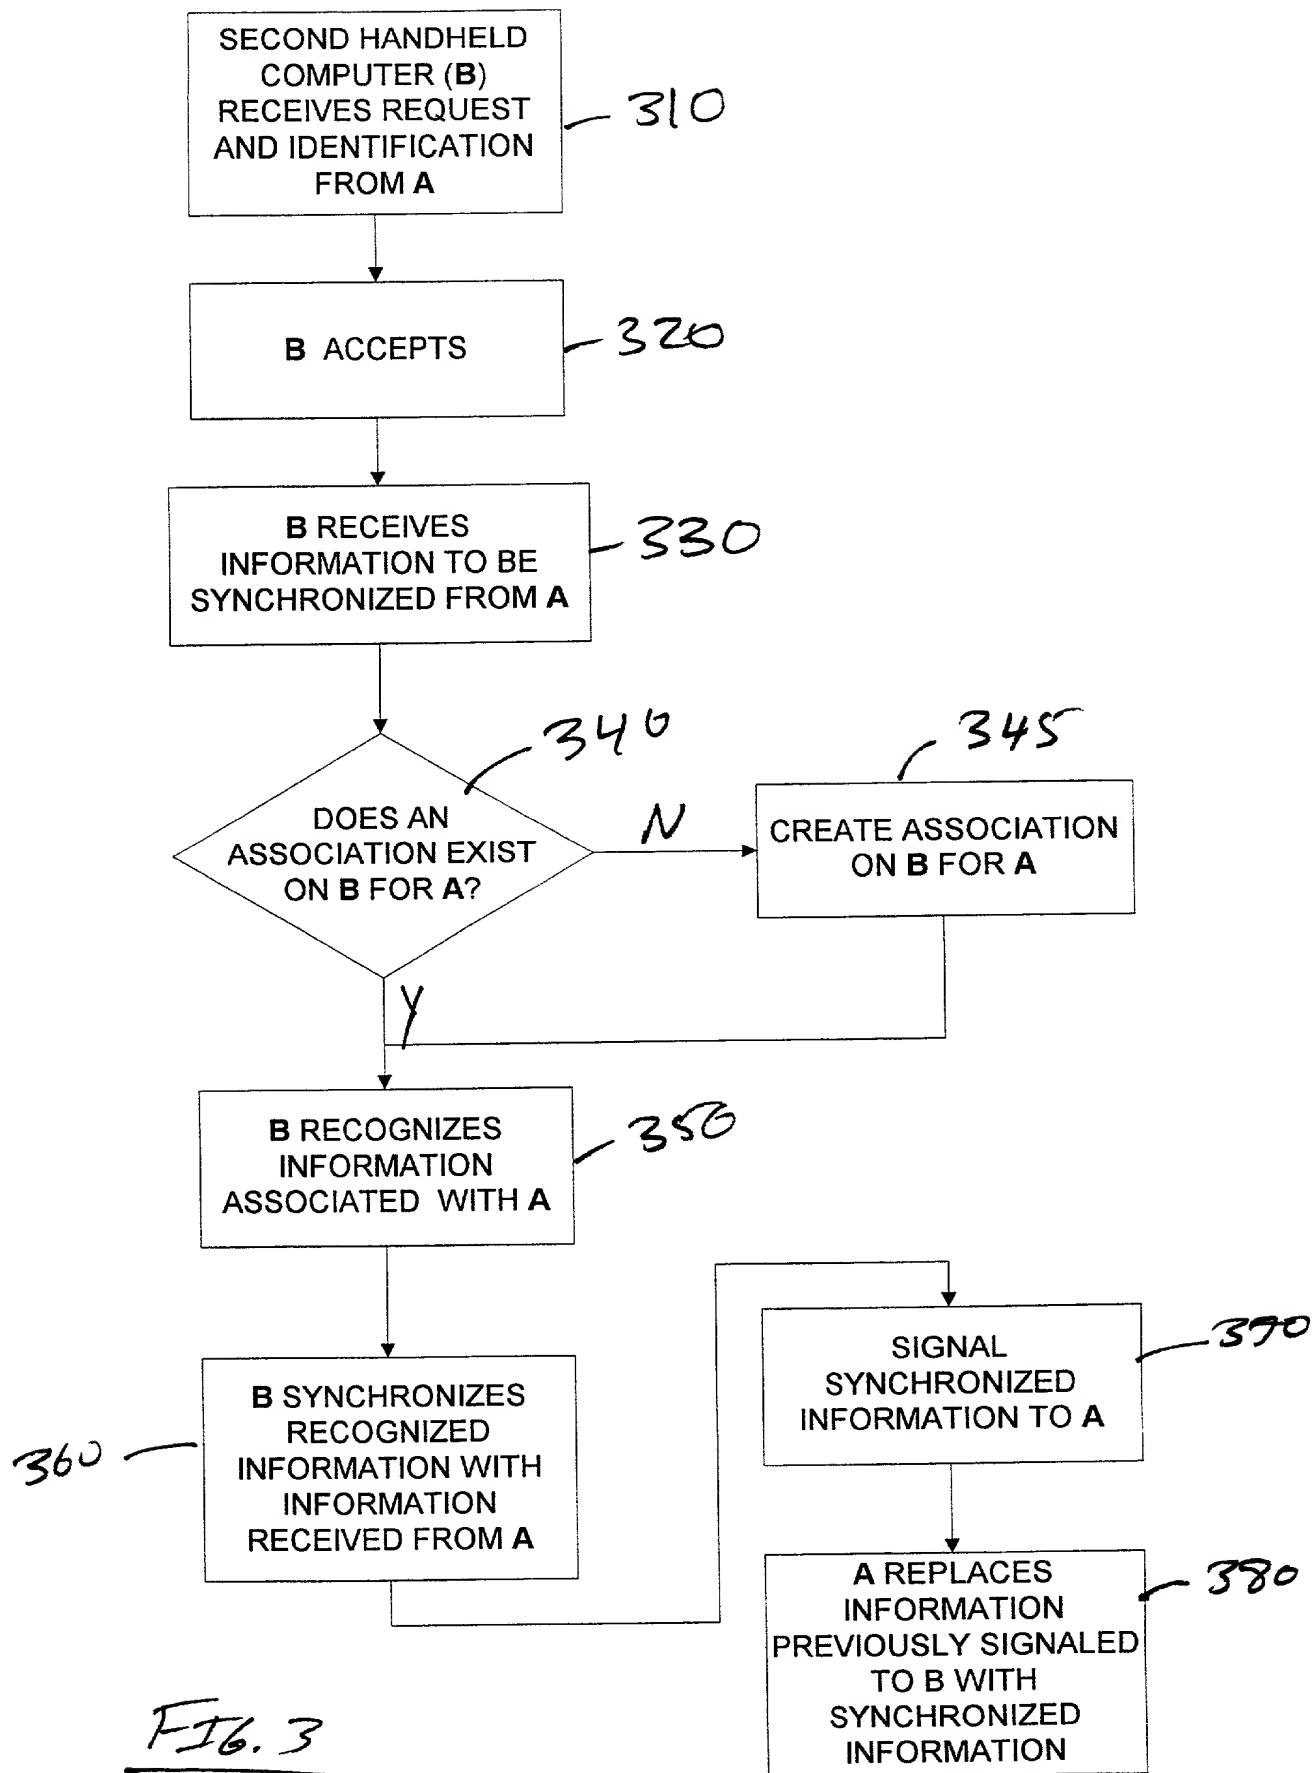 SECOND HANDHELD
COMPUTER (B)
RECEIVES REQUEST
AND IDENTIFICATION
FROM A
310
B ACCEPTS
320
B RECEIVES
INFORMATION TO BE
SYNCHRONIZED FROM A
330
340
DOES AN
ASSOCIATION EXIST
ON B FOR A?
N
345
CREATE ASSOCIATION
ON B FOR A
Y
B RECOGNIZES
INFORMATION
ASSOCIATED WITH A
350
B SYNCHRONIZES
RECOGNIZED
INFORMATION WITH
INFORMATION
RECEIVED FROM A
360
SIGNAL
SYNCHRONIZED
INFORMATION TO A
370
A REPLACES
INFORMATION
PREVIOUSLY SIGNALED
TO B WITH
SYNCHRONIZED
INFORMATION
380
FIG. 3